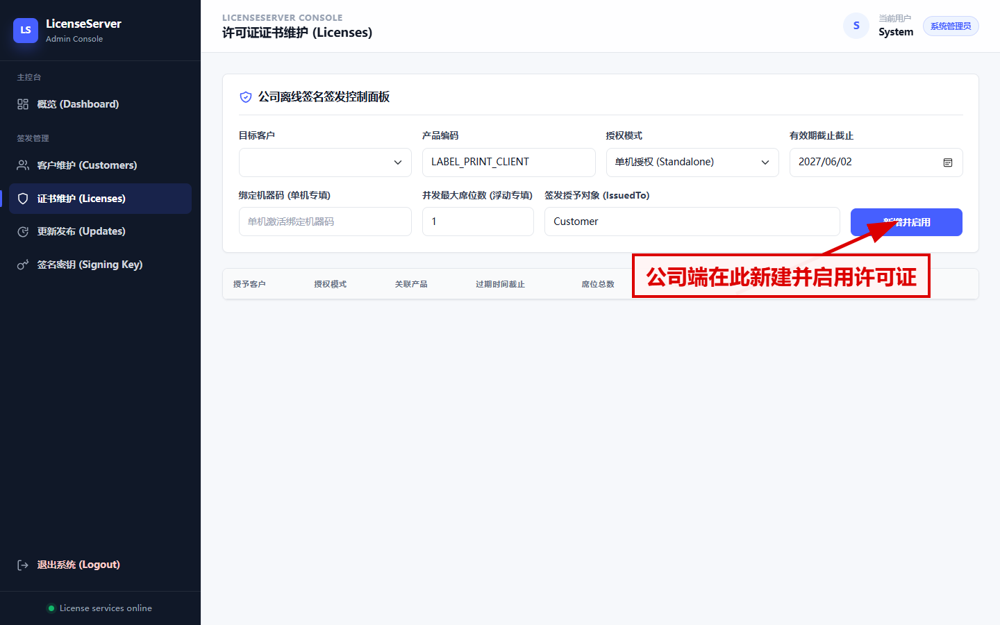 LS
LicenseServer
Admin Console
主控台
概览 (Dashboard)
签发管理
客户维护 (Customers)
证书维护 (Licenses)
更新发布 (Updates)
签名密钥 (Signing Key)
退出系统 (Logout)
License services online
LICENSESERVER CONSOLE
许可证证书维护 (Licenses)
S
当前用户
System
系统管理员
公司离线签名签发控制面板
目标客户
产品编码
授权模式
有效期截止截止
LABEL_PRINT_CLIENT
单机授权 (Standalone)
2027/06/02
绑定机器码 (单机专填)
并发最大席位数 (浮动专填)
签发授予对象 (IssuedTo)
单机激活绑定机器码
1
Customer
新增并启用
公司端在此新建并启用许可证
授予客户
授权模式
关联产品
过期时间截止
席位总数